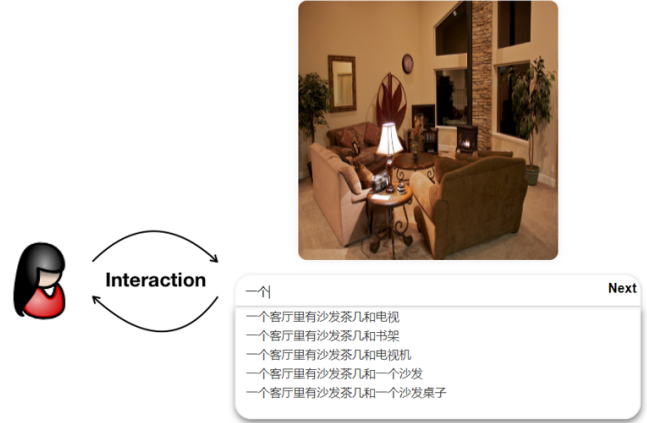 Interaction
一个
Next
一个客厅里有沙发茶几和电视
一个客厅里有沙发茶几和书架
一个客厅里有沙发茶几和电视机
一个客厅里有沙发茶几和一个沙发
一个客厅里有沙发茶几和一个沙发桌子